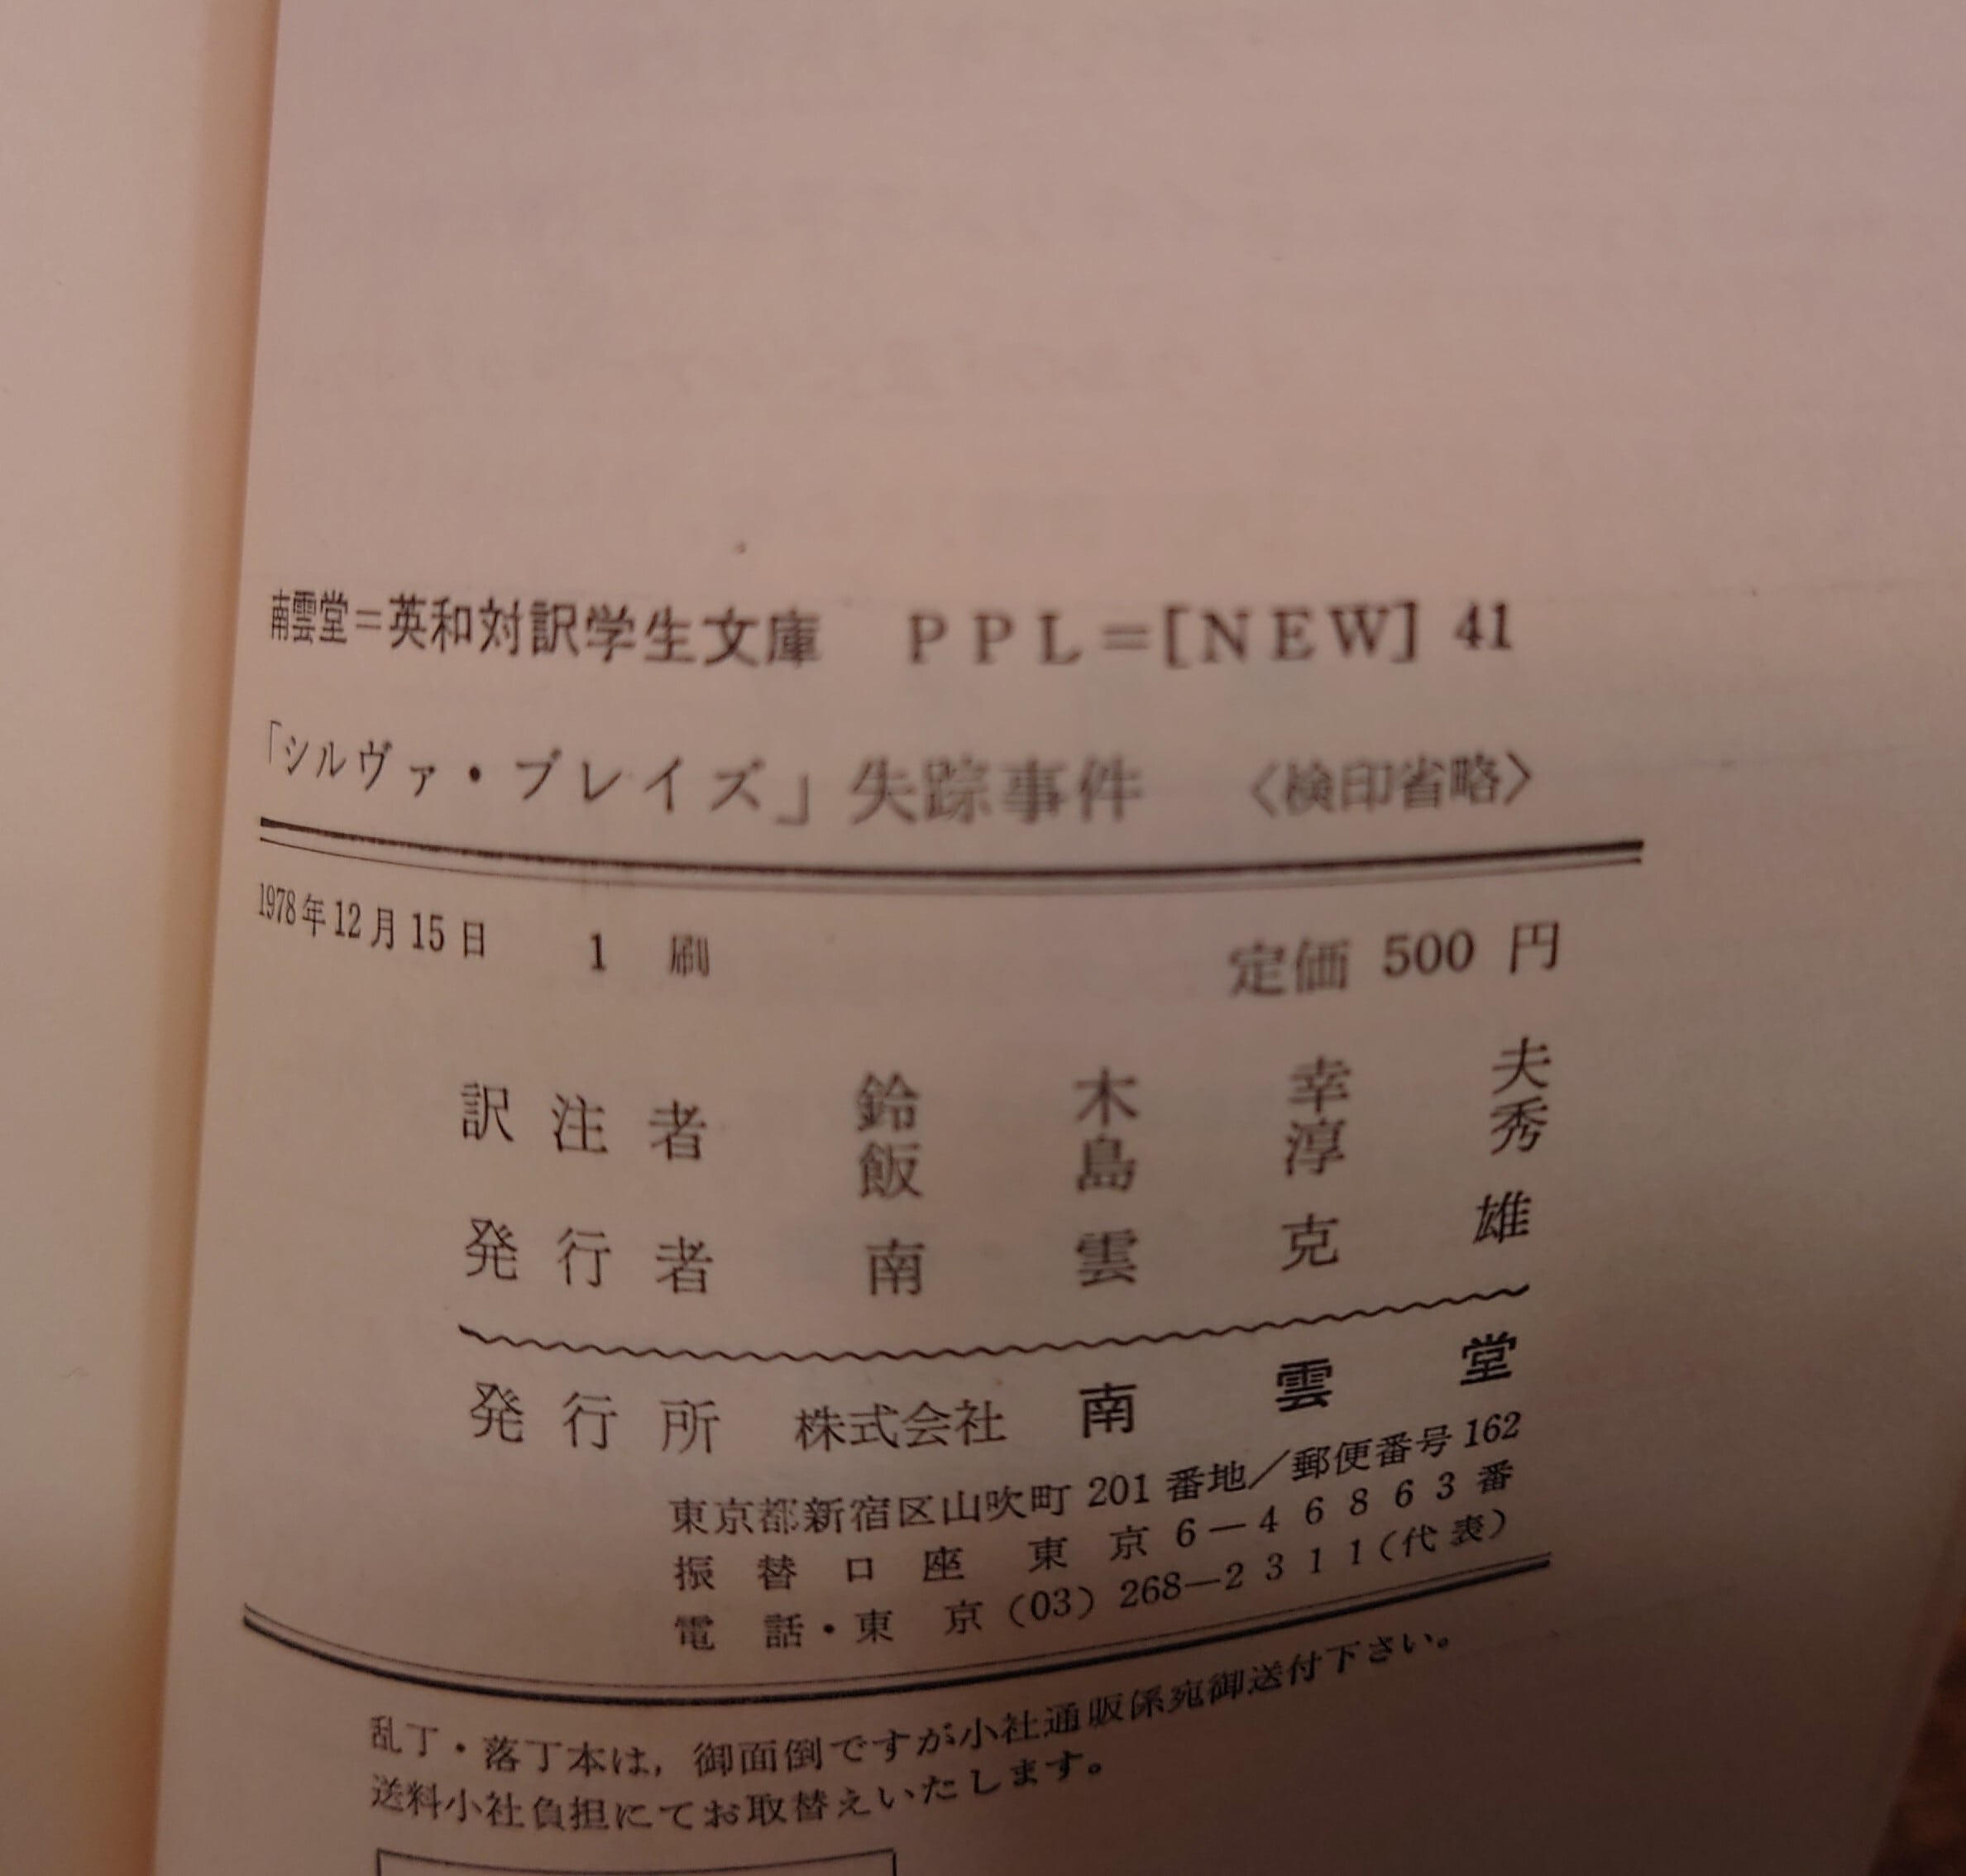 南雲堂=英和対訳学生文庫 PPL=[NEW] 41
「シルヴァ・ブレイズ」失踪事件 〈検印省略〉
1978年12月15日 1 刷 定価 500 円
訳注者 鈴木幸夫
飯島淳秀
発行者 南雲克雄
発行所 株式会社 南雲堂
東京都新宿区山吹町 201 番地/郵便番号 162
振替口座 東京 6-46863番
電話・東京 (03) 268-2311(代表)
乱丁・落丁本は,御面倒ですが小社通販係宛御送付下さい。
送料小社負担にてお取替えいたします。